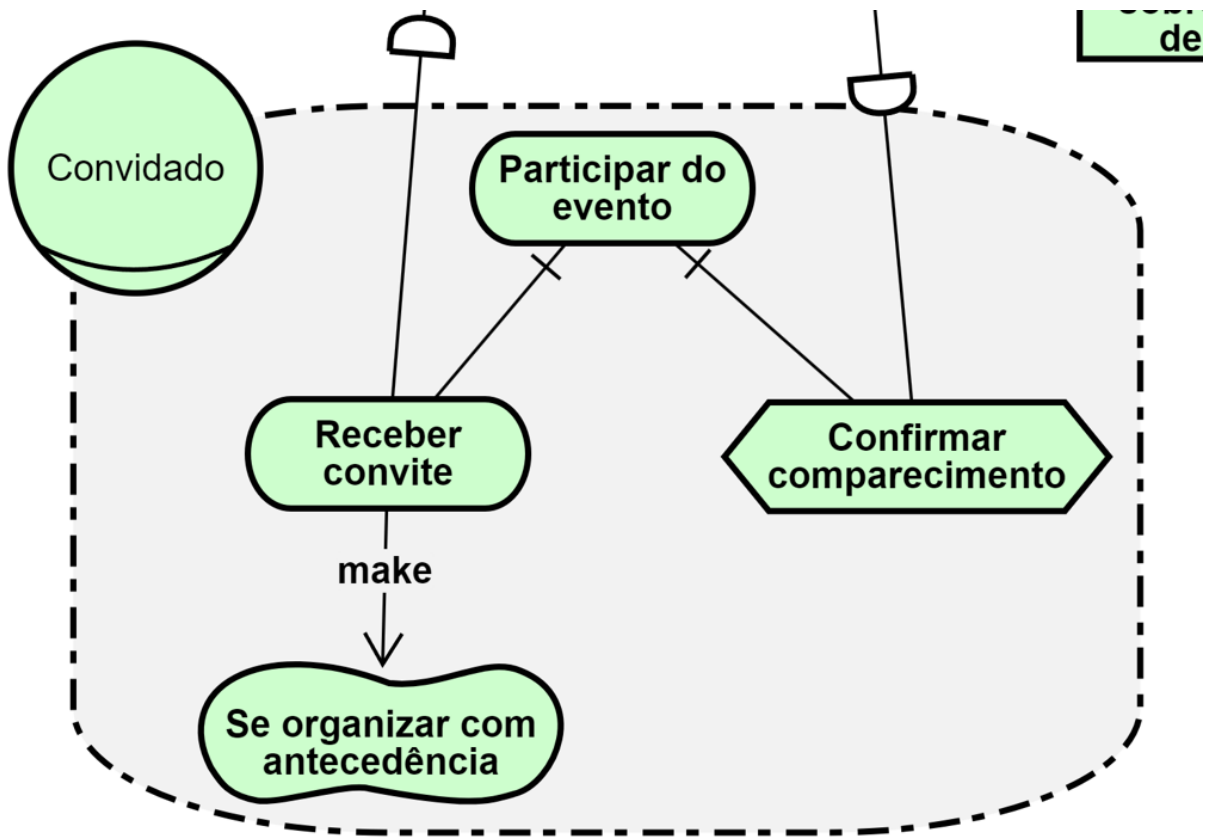 de
Convidado
Participar do
evento
Receber
convite
Confirmar
comparecimento
make
Se organizar com
antecedência